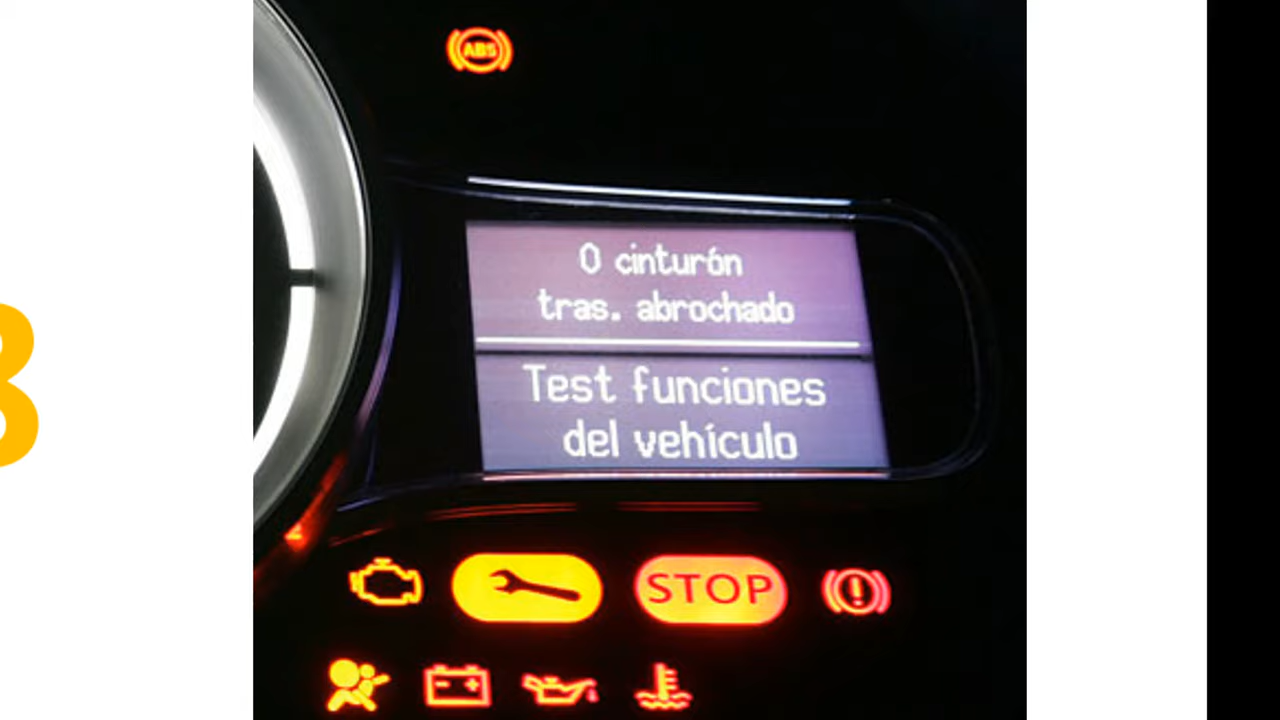 ABS
0 cinturón
tras. abrochado
Test funciones
del vehículo
STOP